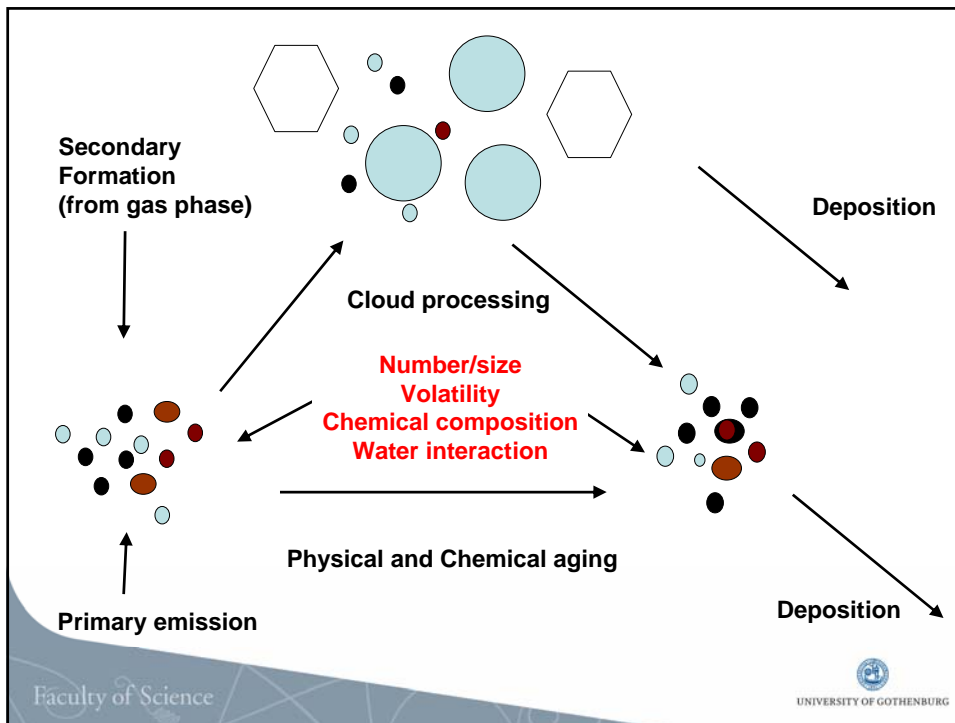 Secondary
Formation
(from gas phase)
Deposition
Cloud processing
Number/size
Volatility
Chemical composition
Water interaction
Physical and Chemical aging
Primary emission
Deposition
Faculty of Science
UNIVERSITY OF GOTHENBURG